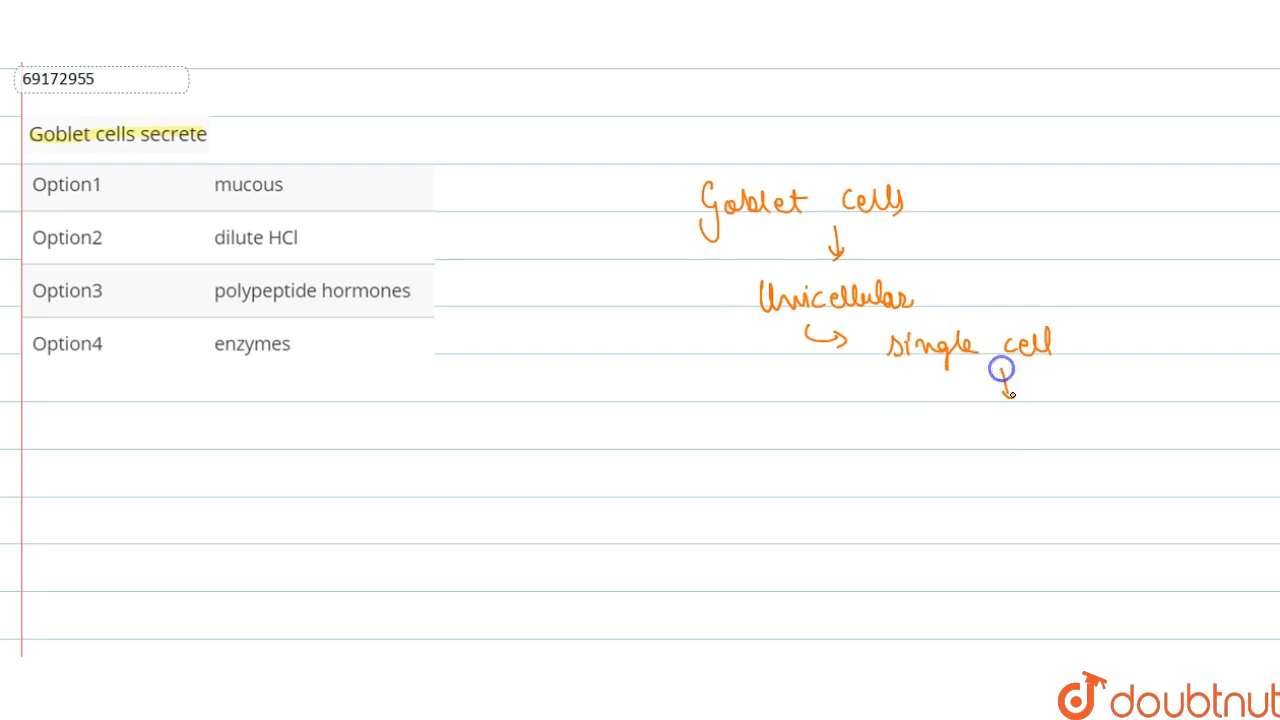 69172955
Goblet cells secrete
Option1 mucous
Option2 dilute HCl
Option3 polypeptide hormones
Option4 enzymes
Goblet cells
Unicellular
single cell
doubtnut